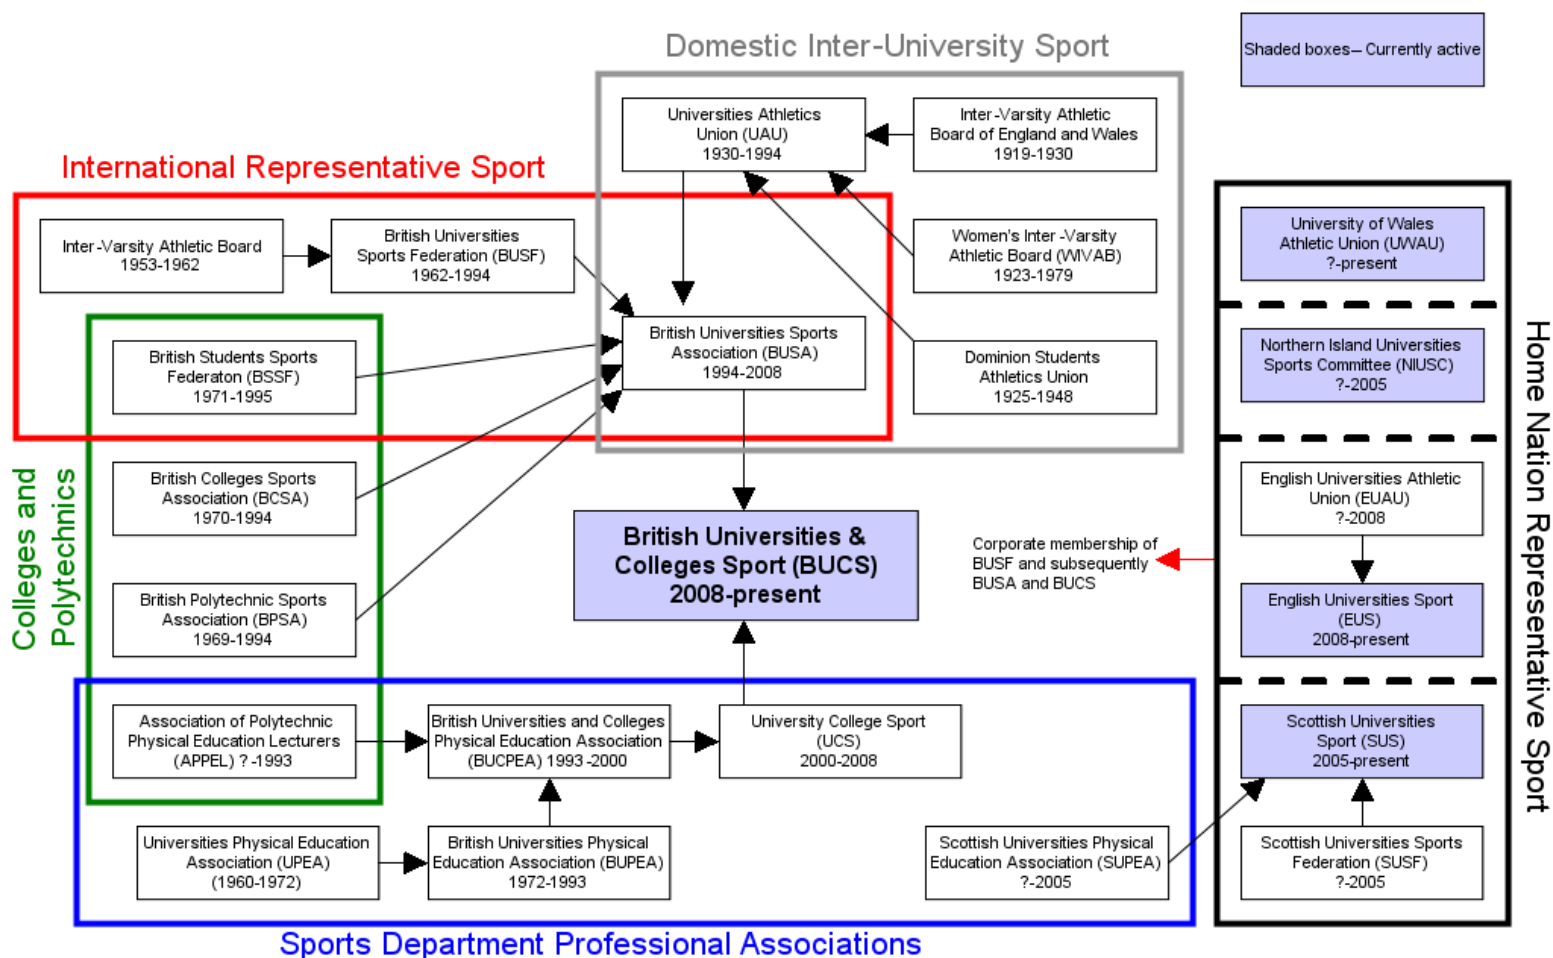 Domestic Inter-University Sport
Shaded boxes– Currently active
Universities Athletics
Union (UAU)
1930-1994
Inter-Varsity Athletic
Board of England and Wales
1919-1930
International Representative Sport
Inter-Varsity Athletic Board
1953-1962
British Universities
Sports Federation (BUSF)
1962-1994
Women's Inter-Varsity
Athletic Board (WIVAB)
1923-1979
University of Wales
Athletic Union (UWAU)
?-present
British Students Sports
Federaton (BSSF)
1971-1995
British Universities Sports
Association (BUSA)
1994-2008
Dominion Students
Athletics Union
1925-1948
Northern Island Universities
Sports Committee (NIUSC)
?-2005
Home Nation Representative Sport
Colleges and
Polytechnics
British Colleges Sports
Association (BCSA)
1970-1994
English Universities Athletic
Union (EUAU)
?-2008
British Universities &
Colleges Sport (BUCS)
2008-present
Corporate membership of
BUSF and subsequently
BUSA and BUCS
British Polytechnic Sports
Association (BPSA)
1969-1994
English Universities Sport
(EUS)
2008-present
Association of Polytechnic
Physical Education Lecturers
(APPEL) ?-1993
British Universities and Colleges
Physical Education Association
(BUCPEA) 1993-2000
University College Sport
(UCS)
2000-2008
Scottish Universities
Sport (SUS)
2005-present
Universities Physical Education
Association (UPEA)
(1960-1972)
British Universities Physical
Education Association (BUPEA)
1972-1993
Scottish Universities Physical
Education Association (SUPEA)
?-2005
Scottish Universities Sports
Federation (SUSF)
?-2005
Sports Department Professional Associations